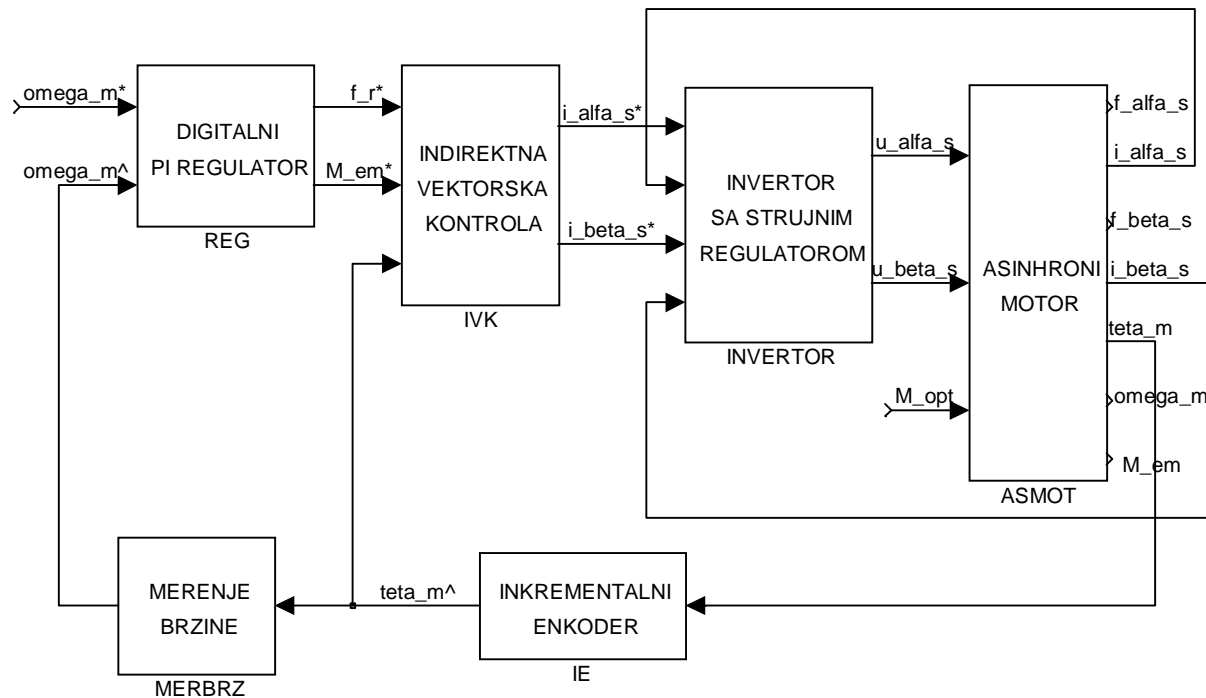 omega_m*
omega_m^
DIGITALNI
PI REGULATOR
REG
f_r*
M_em*
INDIREKTNA
VEKTORSKA
KONTROLA
IVK
i_alfa_s*
i_beta_s*
INVERTOR
SA STRUJNIM
REGULATOROM
INVERTOR
u_alfa_s
u_beta_s
M_opt
ASINHRONI
MOTOR
ASMOT
f_alfa_s
i_alfa_s
f_beta_s
i_beta_s
teta_m
omega_m
M_em
MERENJE
BRZINE
MERBRZ
teta_m^
INKREMENTALNI
ENKODER
IE